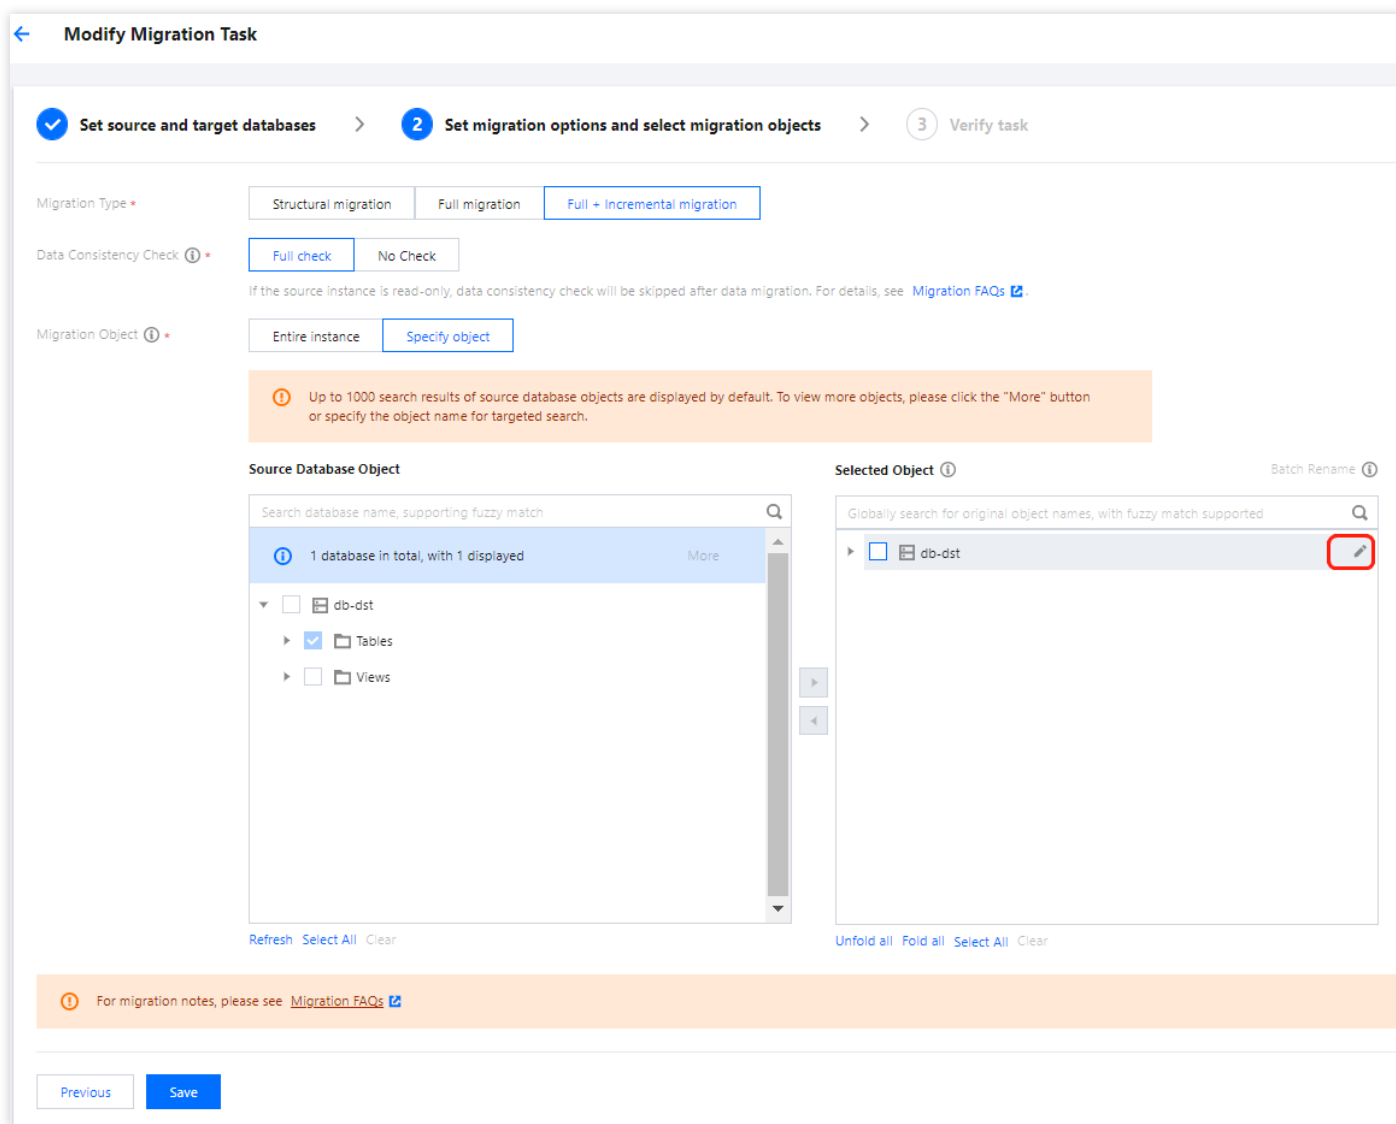 Modify Migration Task
Set source and target databases
2 Set migration options and select migration objects
3 Verify task
Migration Type *
Structural migration
Full migration
Full + Incremental migration
Data Consistency Check *
Full check
No Check
If the source instance is read-only, data consistency check will be skipped after data migration. For details, see Migration FAQs .
Migration Object *
Entire instance
Specify object
Up to 1000 search results of source database objects are displayed by default. To view more objects, please click the "More" button
or specify the object name for targeted search.
Source Database Object
Search database name, supporting fuzzy match
1 database in total, with 1 displayed
More
db-dst
Tables
Views
Refresh Select All Clear
Selected Object
Batch Rename
Globally search for original object names, with fuzzy match supported
db-dst
Unfold all Fold all Select All Clear
For migration notes, please see Migration FAQs
Previous
Save